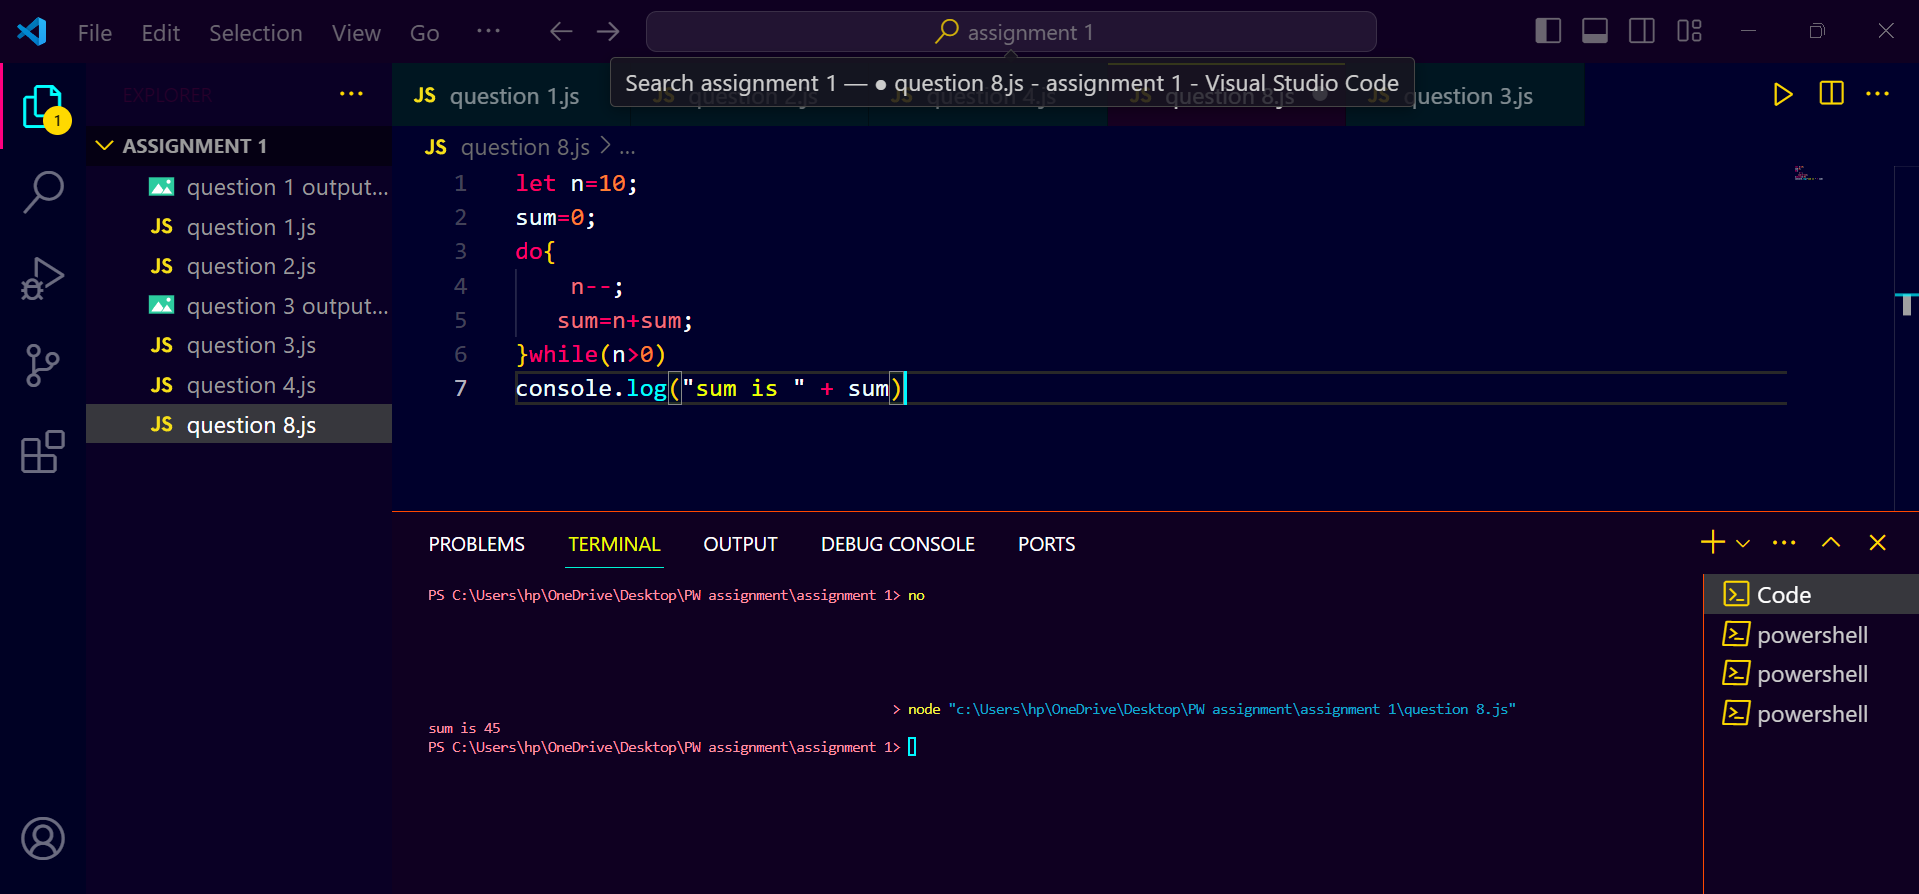 File Edit Selection View Go ··· assignment 1
Search assignment 1 — ● question 8.js - assignment 1 - Visual Studio Code
EXPLORER ···
JS question 1.js JS question 2.js JS question 4.js JS question 8.js JS question 3.js
1
ASSIGNMENT 1
question 1 output...
JS question 1.js
JS question 2.js
question 3 output...
JS question 3.js
JS question 4.js
JS question 8.js
JS question 8.js > ...
1 let n=10;
2 sum=0;
3 do{
4 n--;
5 sum=n+sum;
6 }while(n>0)
7 console.log("sum is " + sum)
PROBLEMS TERMINAL OUTPUT DEBUG CONSOLE PORTS
PS C:\Users\hp\OneDrive\Desktop\PW assignment\assignment 1> no
> node "c:\Users\hp\OneDrive\Desktop\PW assignment\assignment 1\question 8.js"
sum is 45
PS C:\Users\hp\OneDrive\Desktop\PW assignment\assignment 1>
Code
powershell
powershell
powershell